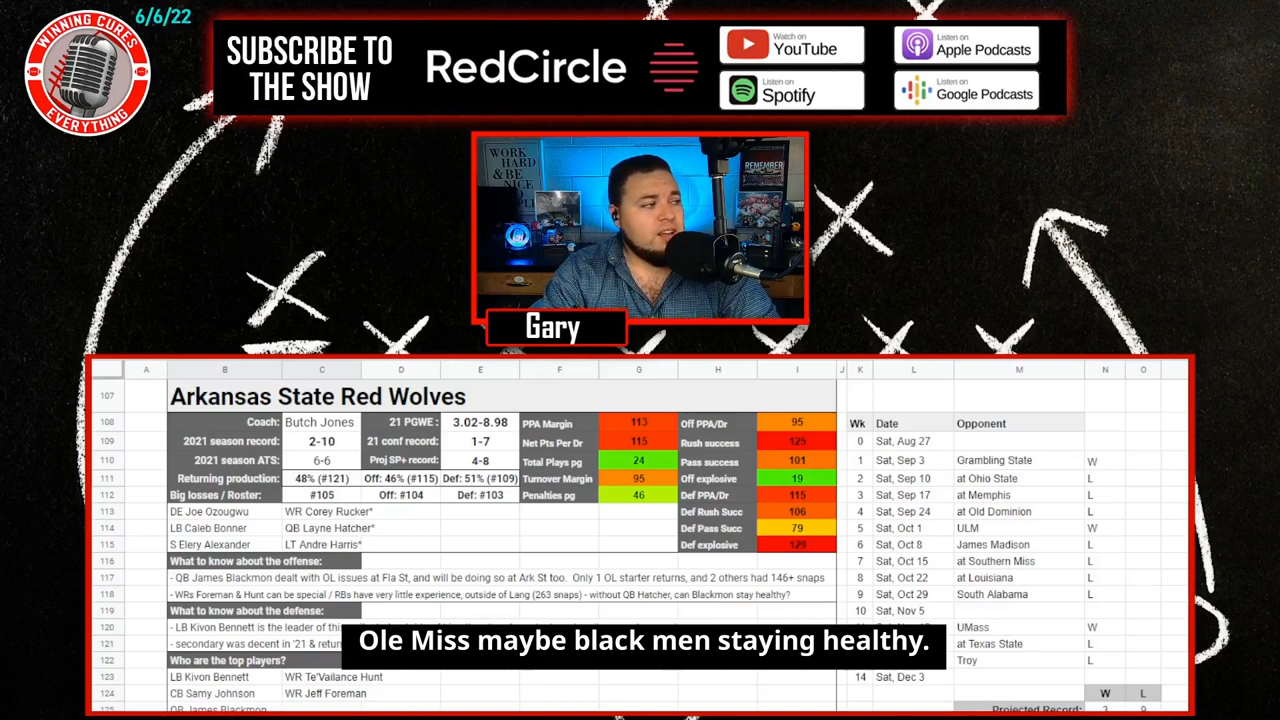 6/6/22
WINNING CURES
EVERYTHING
SUBSCRIBE TO
THE SHOW
RedCircle
Watch on
YouTube
Listen on
Spotify
Listen on
Apple Podcasts
Listen on
Google Podcasts
WORK
HARD
& BE
NICE
REMEMBER
Gary
A B C D E F G H I J K L M N O
107 Arkansas State Red Wolves
108 Coach: Butch Jones 21 PGWE : 3.02-8.98 PPA Margin 113 Off PPA/Dr 95 Wk Date Opponent
109 2021 season record: 2-10 21 conf record: 1-7 Net Pts Per Dr 115 Rush success 125 0 Sat, Aug 27
110 2021 season ATS: 6-6 Proj SP+ record: 4-8 Total Plays pg 24 Pass success 101 1 Sat, Sep 3 Grambling State W
111 Returning production: 48% (#121) Off: 46% (#115) Def: 51% (#109) Turnover Margin 95 Off explosive 19 2 Sat, Sep 10 at Ohio State L
112 Big losses / Roster: #105 Off: #104 Def: #103 Penalties pg 46 Def PPA/Dr 115 3 Sat, Sep 17 at Memphis L
113 DE Joe Ozougwu WR Corey Rucker* Def Rush Succ 106 4 Sat, Sep 24 at Old Dominion L
114 LB Caleb Bonner QB Layne Hatcher* Def Pass Succ 79 5 Sat, Oct 1 ULM W
115 S Elery Alexander LT Andre Harris* Def explosive 129 6 Sat, Oct 8 James Madison L
116 What to know about the offense: 7 Sat, Oct 15 at Southern Miss L
117 - QB James Blackmon dealt with OL issues at Fla St, and will be doing so at Ark St too. Only 1 OL starter returns, and 2 others had 146+ snaps 8 Sat, Oct 22 at Louisiana L
118 - WRs Foreman & Hunt can be special / RBs have very little experience, outside of Lang (263 snaps) - without QB Hatcher, can Blackmon stay healthy? 9 Sat, Oct 29 South Alabama L
119 What to know about the defense: 10 Sat, Nov 5
120 - LB Kivon Bennett is the leader of this UMass W
121 - secondary was decent in '21 & retur at Texas State L
122 Who are the top players? Troy L
123 LB Kivon Bennett WR Te'Vailance Hunt 14 Sat, Dec 3
124 CB Samy Johnson WR Jeff Foreman W L
125 QB James Blackmon Projected Record: 3 9
Ole Miss maybe black men staying healthy.